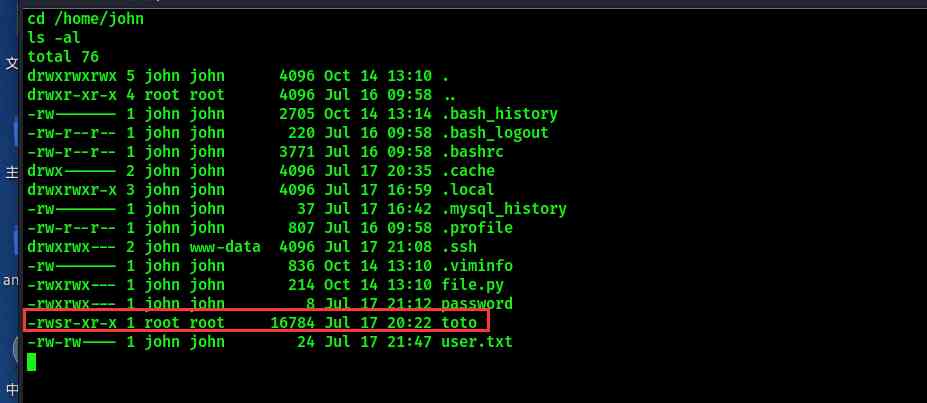 cd /home/john
ls -al
total 76
drwxrwxrwx 5 john john      4096 Oct 14 13:10 .
drwxr-xr-x 4 root root      4096 Jul 16 09:58 ..
-rw------- 1 john john      2705 Oct 14 13:14 .bash_history
-rw-r--r-- 1 john john       220 Jul 16 09:58 .bash_logout
-rw-r--r-- 1 john john      3771 Jul 16 09:58 .bashrc
drwx------ 2 john john      4096 Jul 17 20:35 .cache
drwxrwxr-x 3 john john      4096 Jul 17 16:59 .local
-rw------- 1 john john        37 Jul 17 16:42 .mysql_history
-rw-r--r-- 1 john john       807 Jul 16 09:58 .profile
drwxrwx--- 2 john www-data  4096 Jul 17 21:08 .ssh
-rw------- 1 john john       836 Oct 14 13:10 .viminfo
-rwxrwx--- 1 john john       214 Oct 14 13:10 file.py
-rwxrwx--- 1 john john         8 Jul 17 21:12 password
-rwsr-xr-x 1 root root     16784 Jul 17 20:22 toto
-rw-rw---- 1 john john        24 Jul 17 21:47 user.txt
文
主
an
中